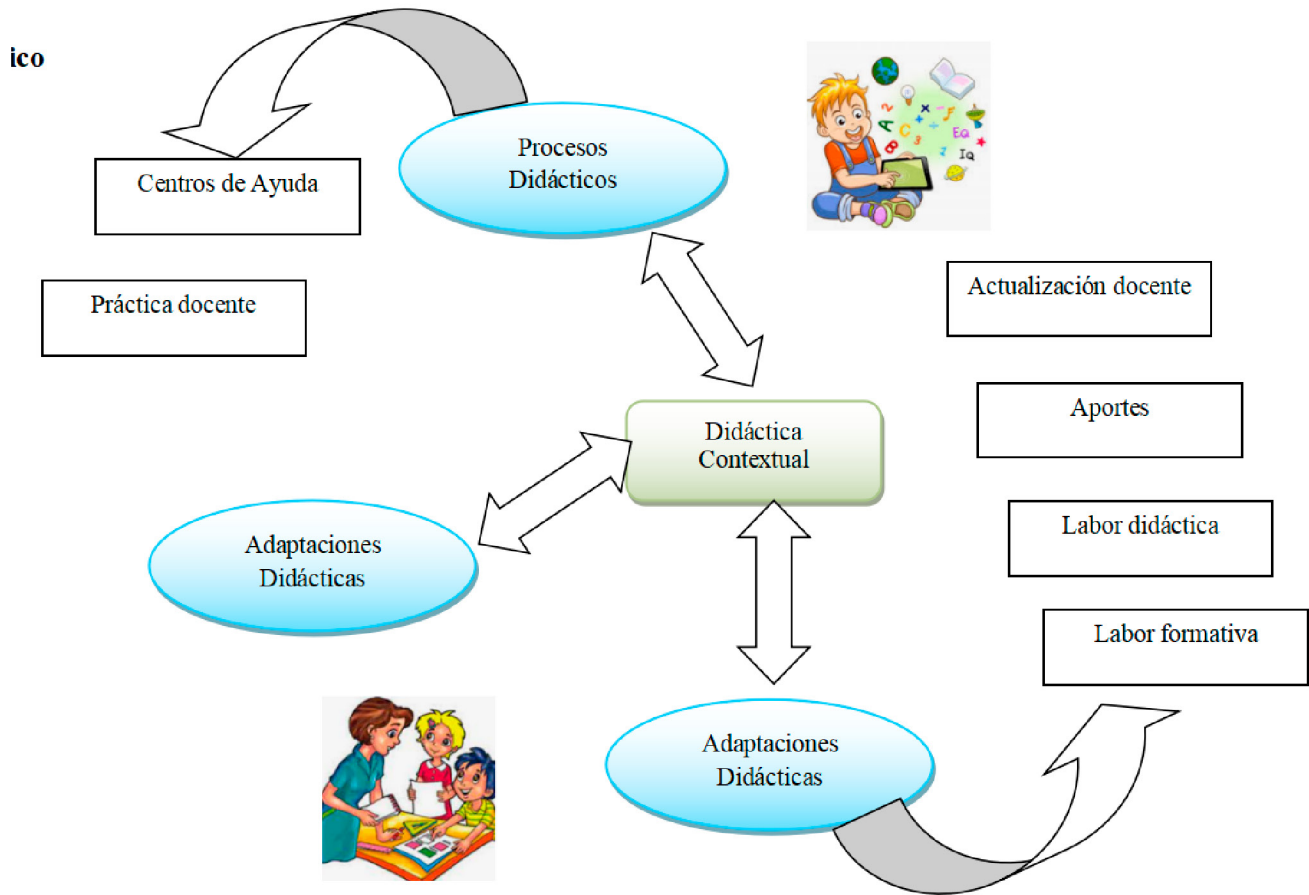 ico
Procesos
Didácticos
Centros de Ayuda
Práctica docente
Actualización docente
Aportes
Didáctica
Contextual
Labor didáctica
Adaptaciones
Didácticas
Labor formativa
Adaptaciones
Didácticas